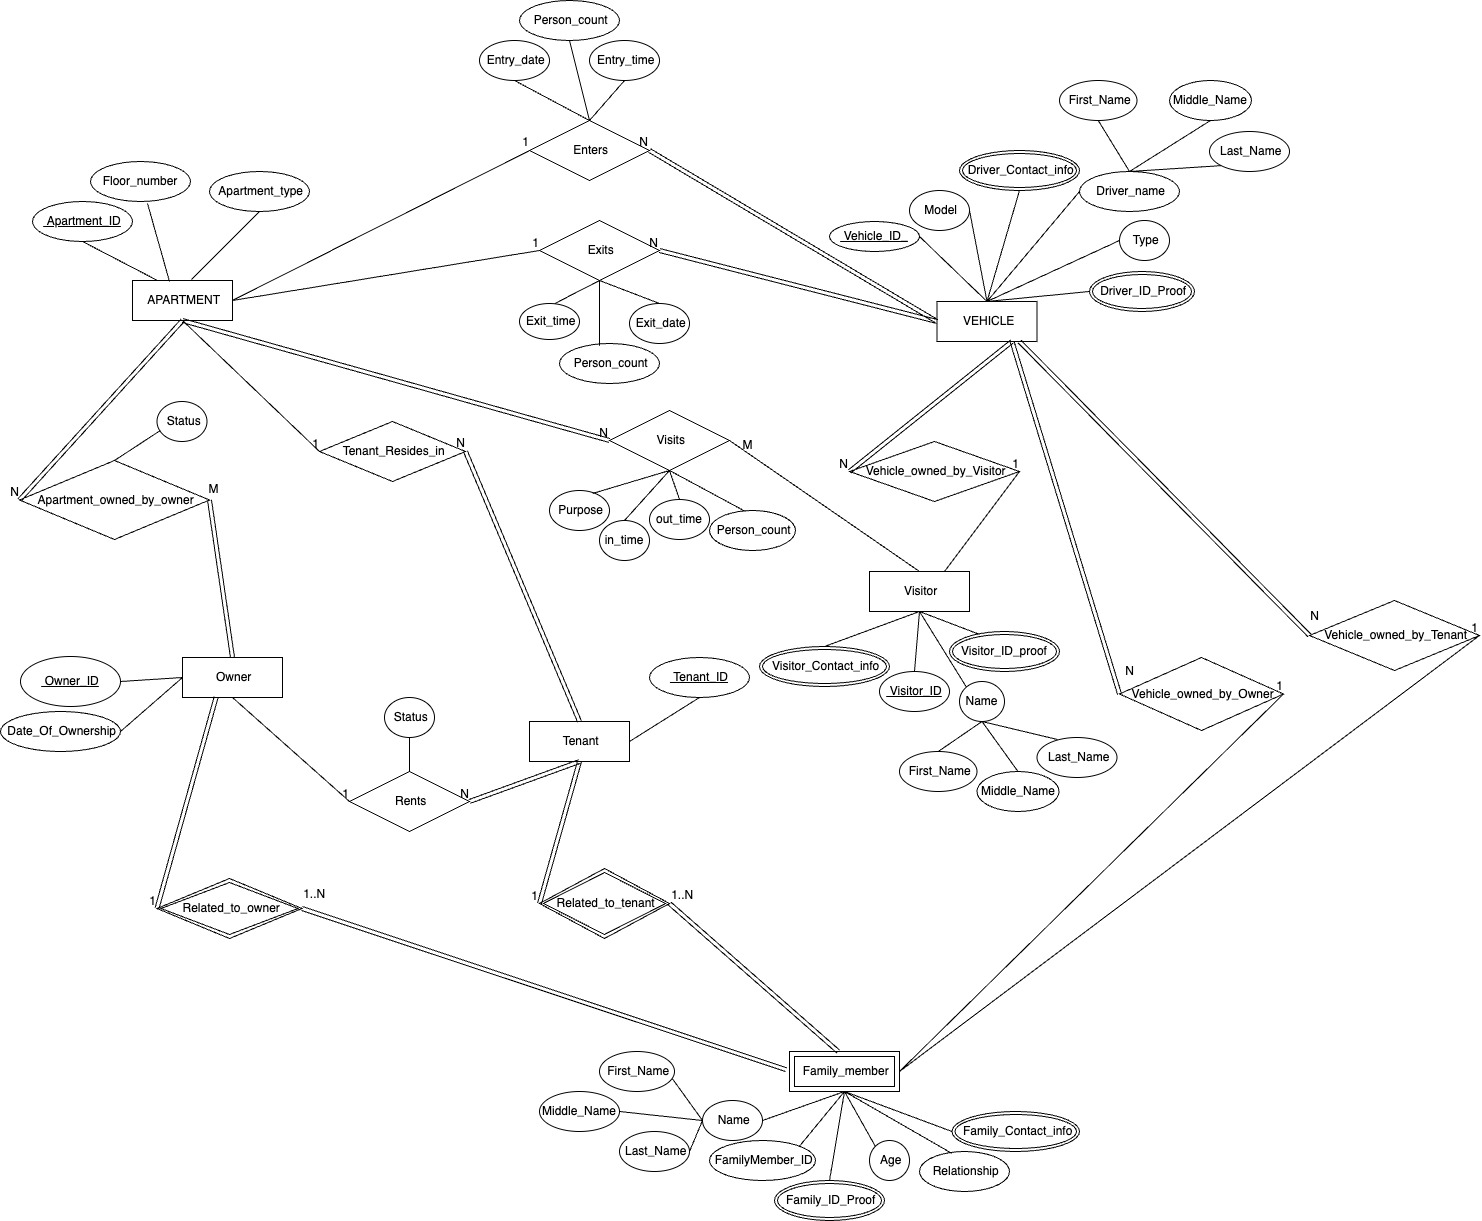 Person_count
Entry_date
Entry_time
1
Enters
N
First_Name
Middle_Name
Last_Name
Driver_Contact_info
Driver_name
Floor_number
Apartment_type
Apartment_ID
Model
Vehicle_ID
Type
Driver_ID_Proof
1
Exits
N
APARTMENT
VEHICLE
Exit_time
Exit_date
Person_count
Status
1
Tenant_Resides_in
N
N
Visits
M
N
Vehicle_owned_by_Visitor
1
N
Apartment_owned_by_owner
M
Purpose
in_time
out_time
Person_count
Visitor
N
Vehicle_owned_by_Tenant
1
Visitor_Contact_info
Visitor_ID_proof
Visitor_ID
Name
N
Vehicle_owned_by_Owner
1
Owner_ID
Owner
Date_Of_Ownership
Tenant_ID
Status
Tenant
First_Name
Middle_Name
Last_Name
1
Rents
N
1
Related_to_owner
1..N
1
Related_to_tenant
1..N
Family_member
First_Name
Middle_Name
Last_Name
Name
FamilyMember_ID
Family_ID_Proof
Age
Relationship
Family_Contact_info